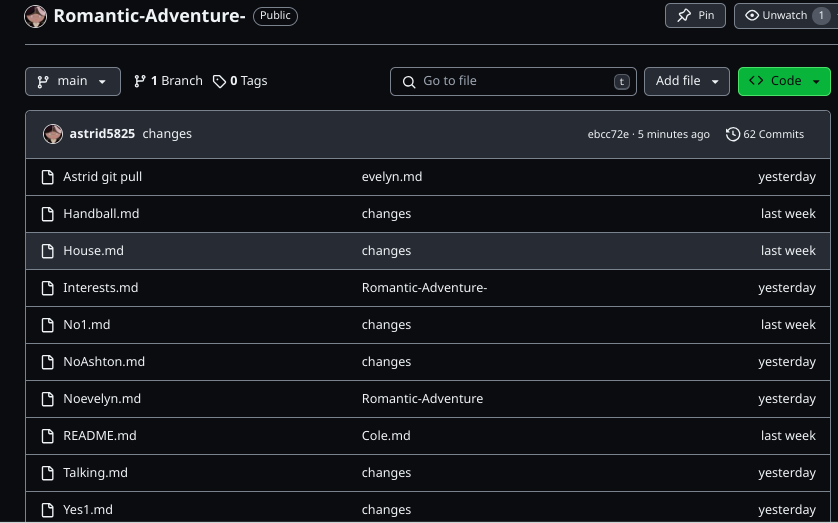 Romantic-Adventure- Public Pin Unwatch 1
main 1 Branch 0 Tags Go to file t Add file Code
astrid5825 changes ebcc72e · 5 minutes ago 62 Commits
Astrid git pull evelyn.md yesterday
Handball.md changes last week
House.md changes last week
Interests.md Romantic-Adventure- yesterday
No1.md changes last week
NoAshton.md changes yesterday
Noevelyn.md Romantic-Adventure yesterday
README.md Cole.md last week
Talking.md changes yesterday
Yes1.md changes yesterday